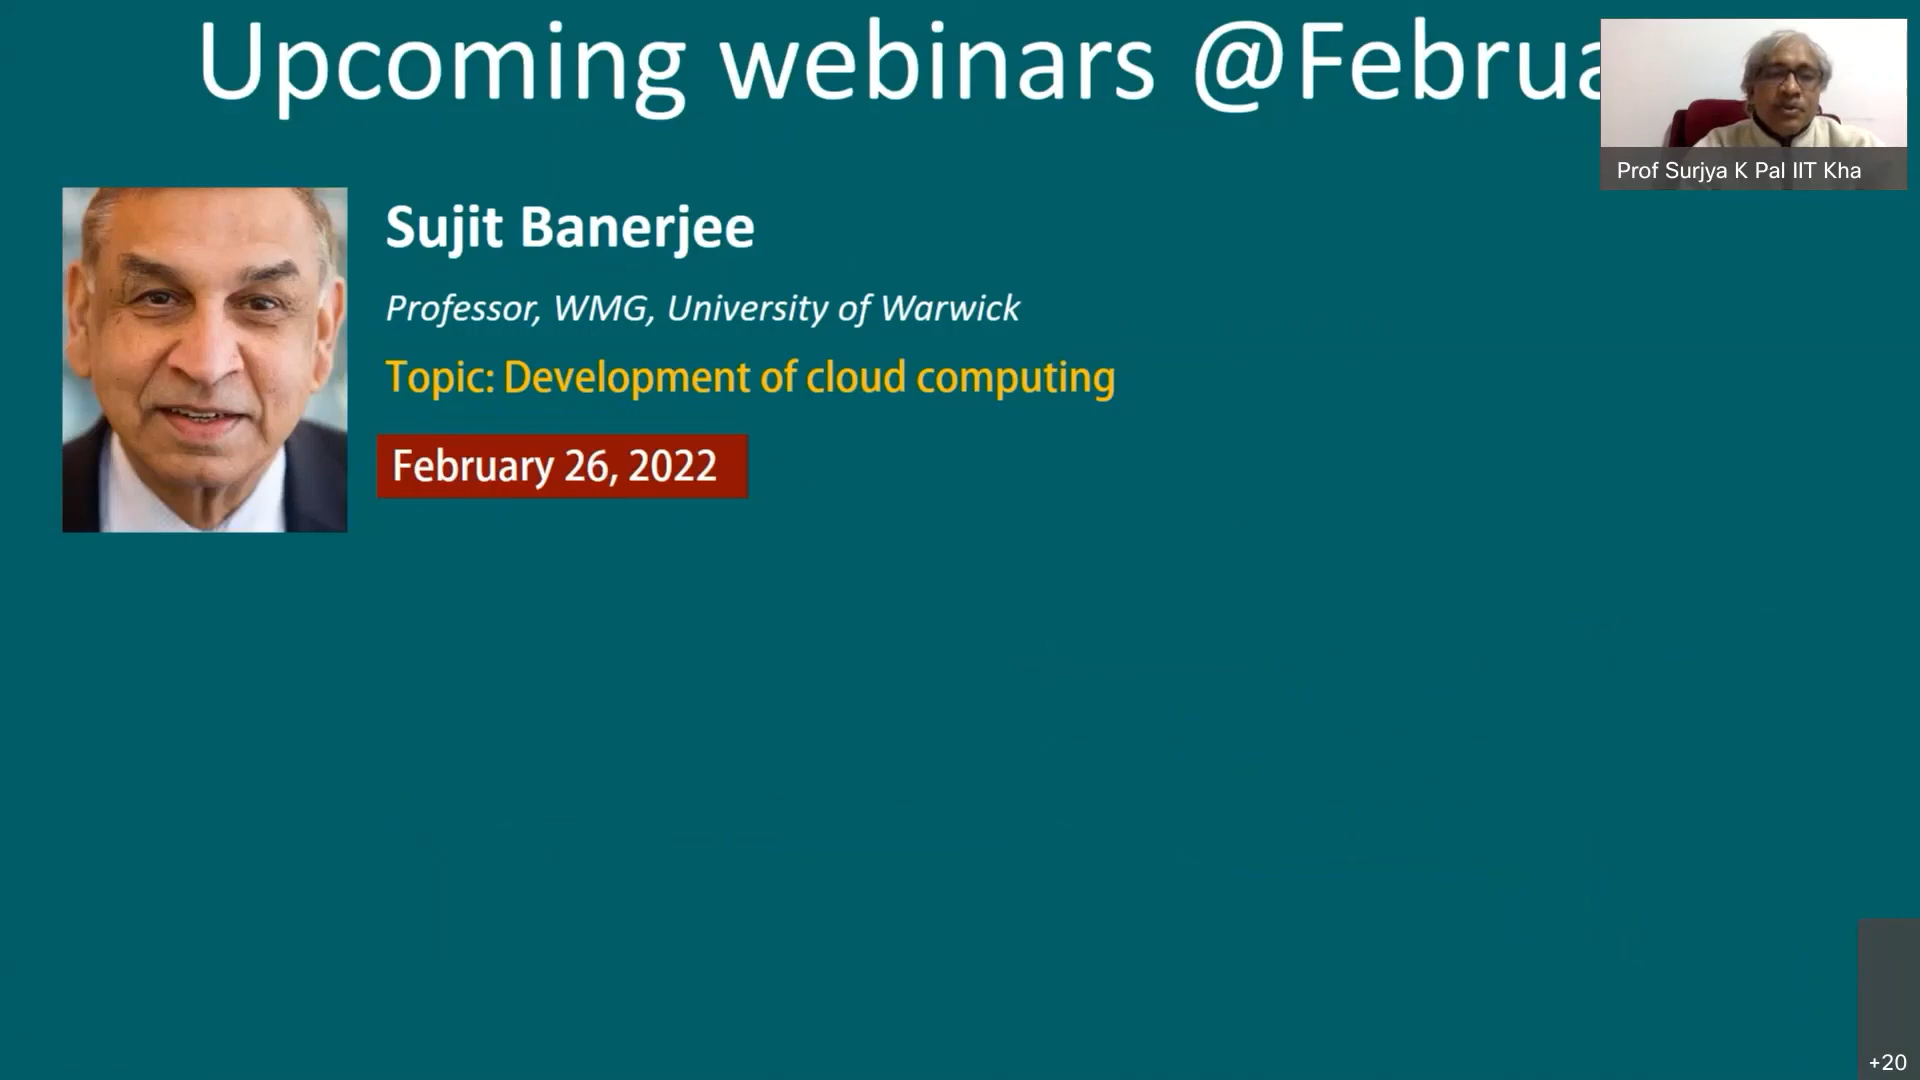 Upcoming webinars @Februa
Prof Surjya K Pal IIT Kha
Sujit Banerjee
Professor, WMG, University of Warwick
Topic: Development of cloud computing
February 26, 2022
+20